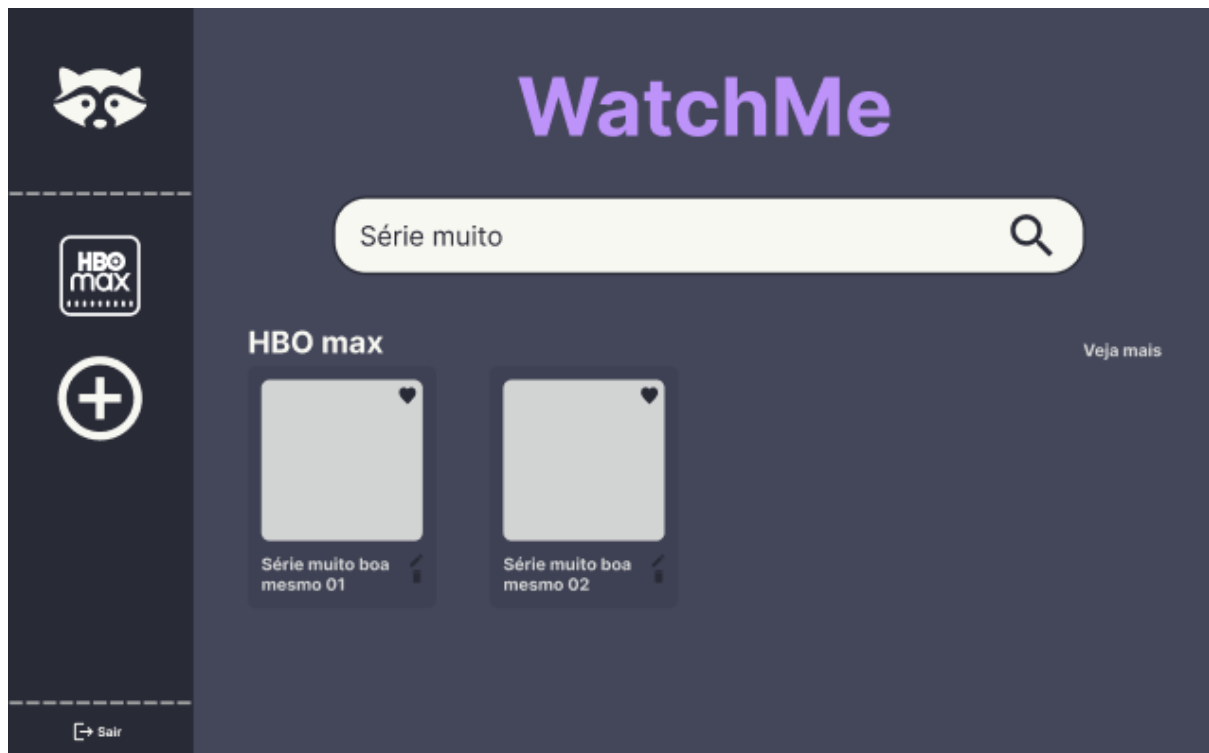 WatchMe
HBO
max
Série muito
HBO max
Veja mais
Série muito boa
mesmo 01
Série muito boa
mesmo 02
Sair